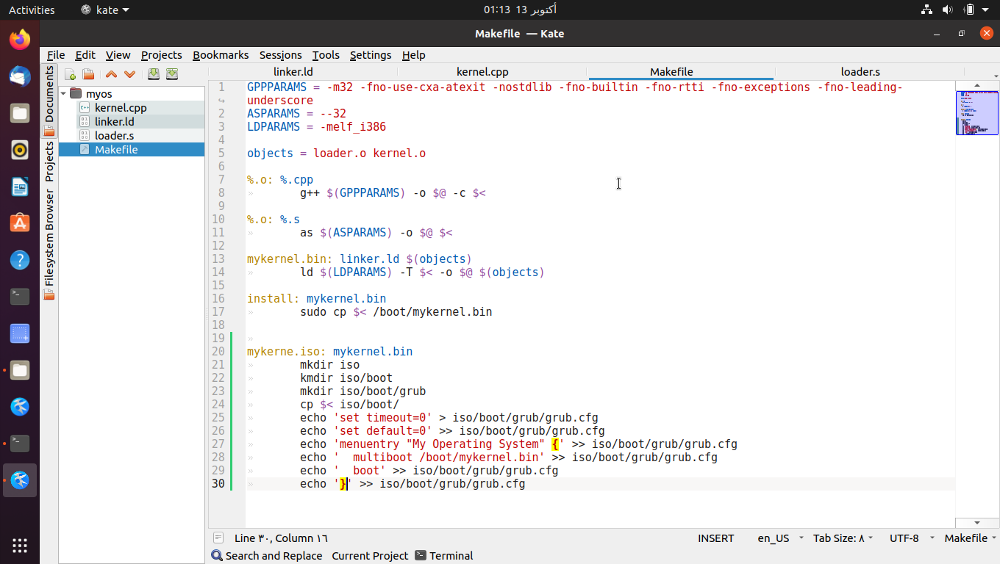 Activities
kate
01:13 13 أكتوبر
Makefile — Kate
File Edit View Projects Bookmarks Sessions Tools Settings Help
Documents
Projects
Filesystem Browser
myos
kernel.cpp
linker.ld
loader.s
Makefile
linker.ld kernel.cpp Makefile loader.s
1 GPPPARAMS = -m32 -fno-use-cxa-atexit -nostdlib -fno-builtin -fno-rtti -fno-exceptions -fno-leading-
underscore
2 ASPARAMS = --32
3 LDPARAMS = -melf_i386
4
5 objects = loader.o kernel.o
6
7 %.o: %.cpp
8 g++ $(GPPPARAMS) -o $@ -c $<
9
10 %.o: %.s
11 as $(ASPARAMS) -o $@ $<
12
13 mykernel.bin: linker.ld $(objects)
14 ld $(LDPARAMS) -T $< -o $@ $(objects)
15
16 install: mykernel.bin
17 sudo cp $< /boot/mykernel.bin
18
19
20 mykerne.iso: mykernel.bin
21 mkdir iso
22 kmdir iso/boot
23 mkdir iso/boot/grub
24 cp $< iso/boot/
25 echo 'set timeout=0' > iso/boot/grub/grub.cfg
26 echo 'set default=0' >> iso/boot/grub/grub.cfg
27 echo 'menuentry "My Operating System" {' >> iso/boot/grub/grub.cfg
28 echo '  multiboot /boot/mykernel.bin' >> iso/boot/grub/grub.cfg
29 echo '  boot' >> iso/boot/grub/grub.cfg
30 echo '}' >> iso/boot/grub/grub.cfg
Line ٣٠, Column ١٦ INSERT en_US Tab Size: ٨ UTF-8 Makefile
Search and Replace Current Project Terminal